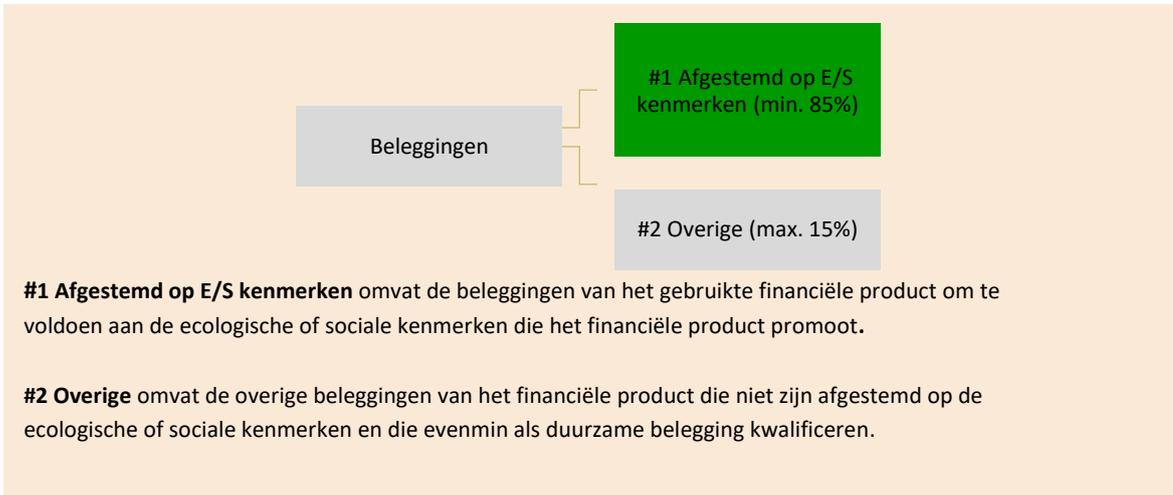 #1 Afgestemd op E/S
kenmerken (min. 85%)
Beleggingen
#2 Overige (max. 15%)
#1 Afgestemd op E/S kenmerken omvat de beleggingen van het gebruikte financiële product om te
voldoen aan de ecologische of sociale kenmerken die het financiële product promoot.
#2 Overige omvat de overige beleggingen van het financiële product die niet zijn afgestemd op de
ecologische of sociale kenmerken en die evenmin als duurzame belegging kwalificeren.